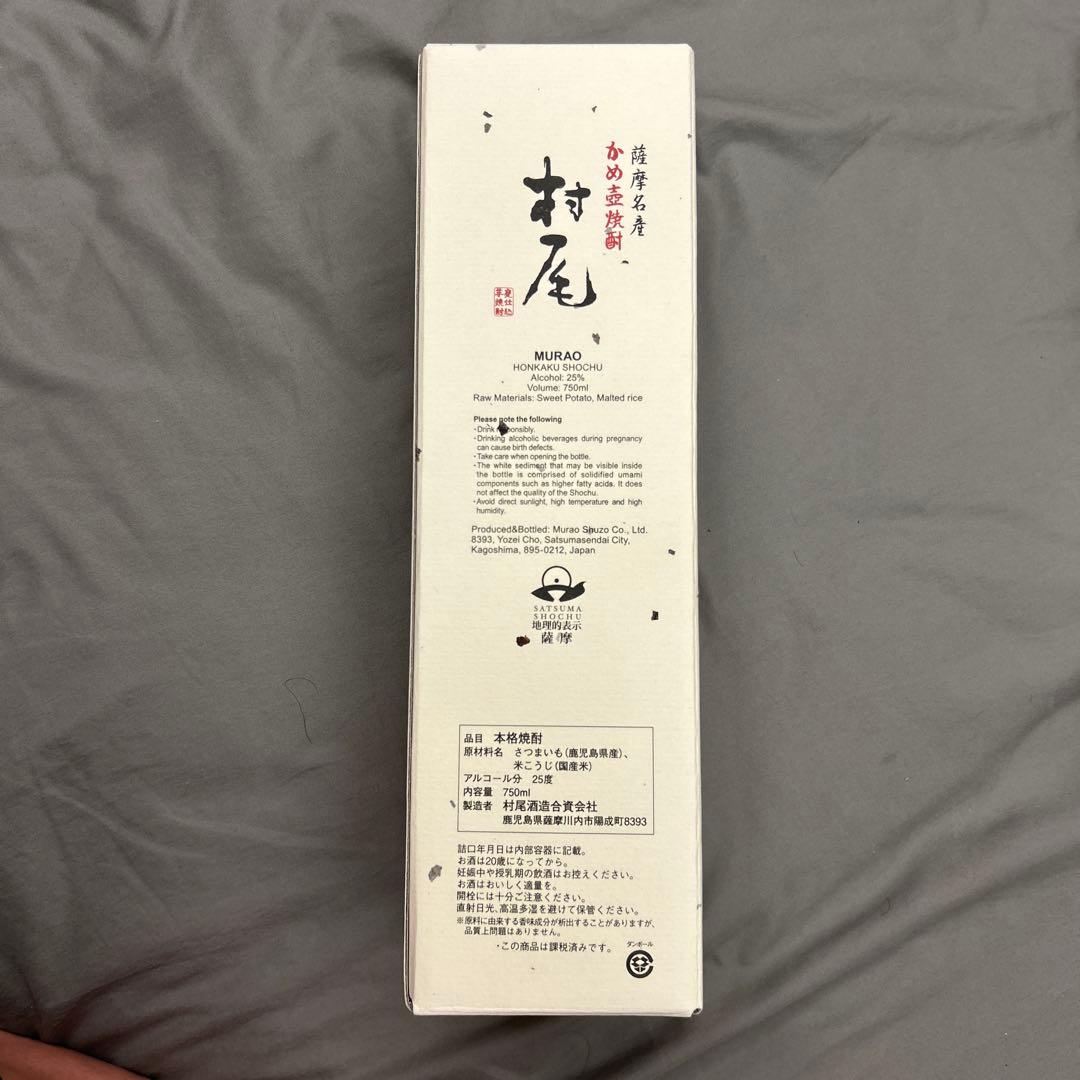 薩摩名産
かめ壺焼酎
村尾
甕仕込
芋焼酎
MURAO
HONKAKU SHOCHU
Alcohol: 25%
Volume: 750ml
Raw Materials: Sweet Potato, Malted rice
Please note the following
・Drink responsibly.
・Drinking alcoholic beverages during pregnancy
can cause birth defects.
・Take care when opening the bottle.
・The white sediment that may be visible inside
the bottle is comprised of solidified umami
components such as higher fatty acids. It does
not affect the quality of the Shochu.
・Avoid direct sunlight, high temperature and high
humidity.
Produced&Bottled: Murao Shuzo Co., Ltd.
8393, Yozei Cho, Satsumasendai City,
Kagoshima, 895-0212, Japan
SATSUMA
SHOCHU
地理的表示
薩摩
品目 本格焼酎
原材料名 さつまいも(鹿児島県産)、
米こうじ(国産米)
アルコール分 25度
内容量 750ml
製造者 村尾酒造合資会社
鹿児島県薩摩川内市陽成町8393
詰口年月日は内部容器に記載。
お酒は20歳になってから。
妊娠中や授乳期の飲酒はお控えください。
お酒はおいしく適量を。
開栓には十分ご注意ください。
直射日光、高温多湿を避けて保管ください。
※原料に由来する香味成分が析出することがありますが、
品質上問題はありません。
・この商品は課税済みです。
ダンボール